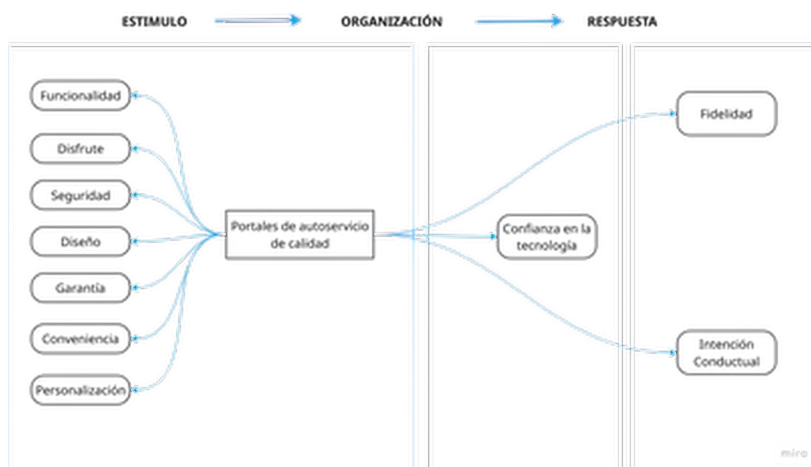 ESTIMULO
ORGANIZACIÓN
RESPUESTA
Funcionalidad
Disfrute
Seguridad
Diseño
Garantía
Conveniencia
Personalización
Portales de autoservicio
de calidad
Confianza en la
tecnología
Fidelidad
Intención
Conductual
miro